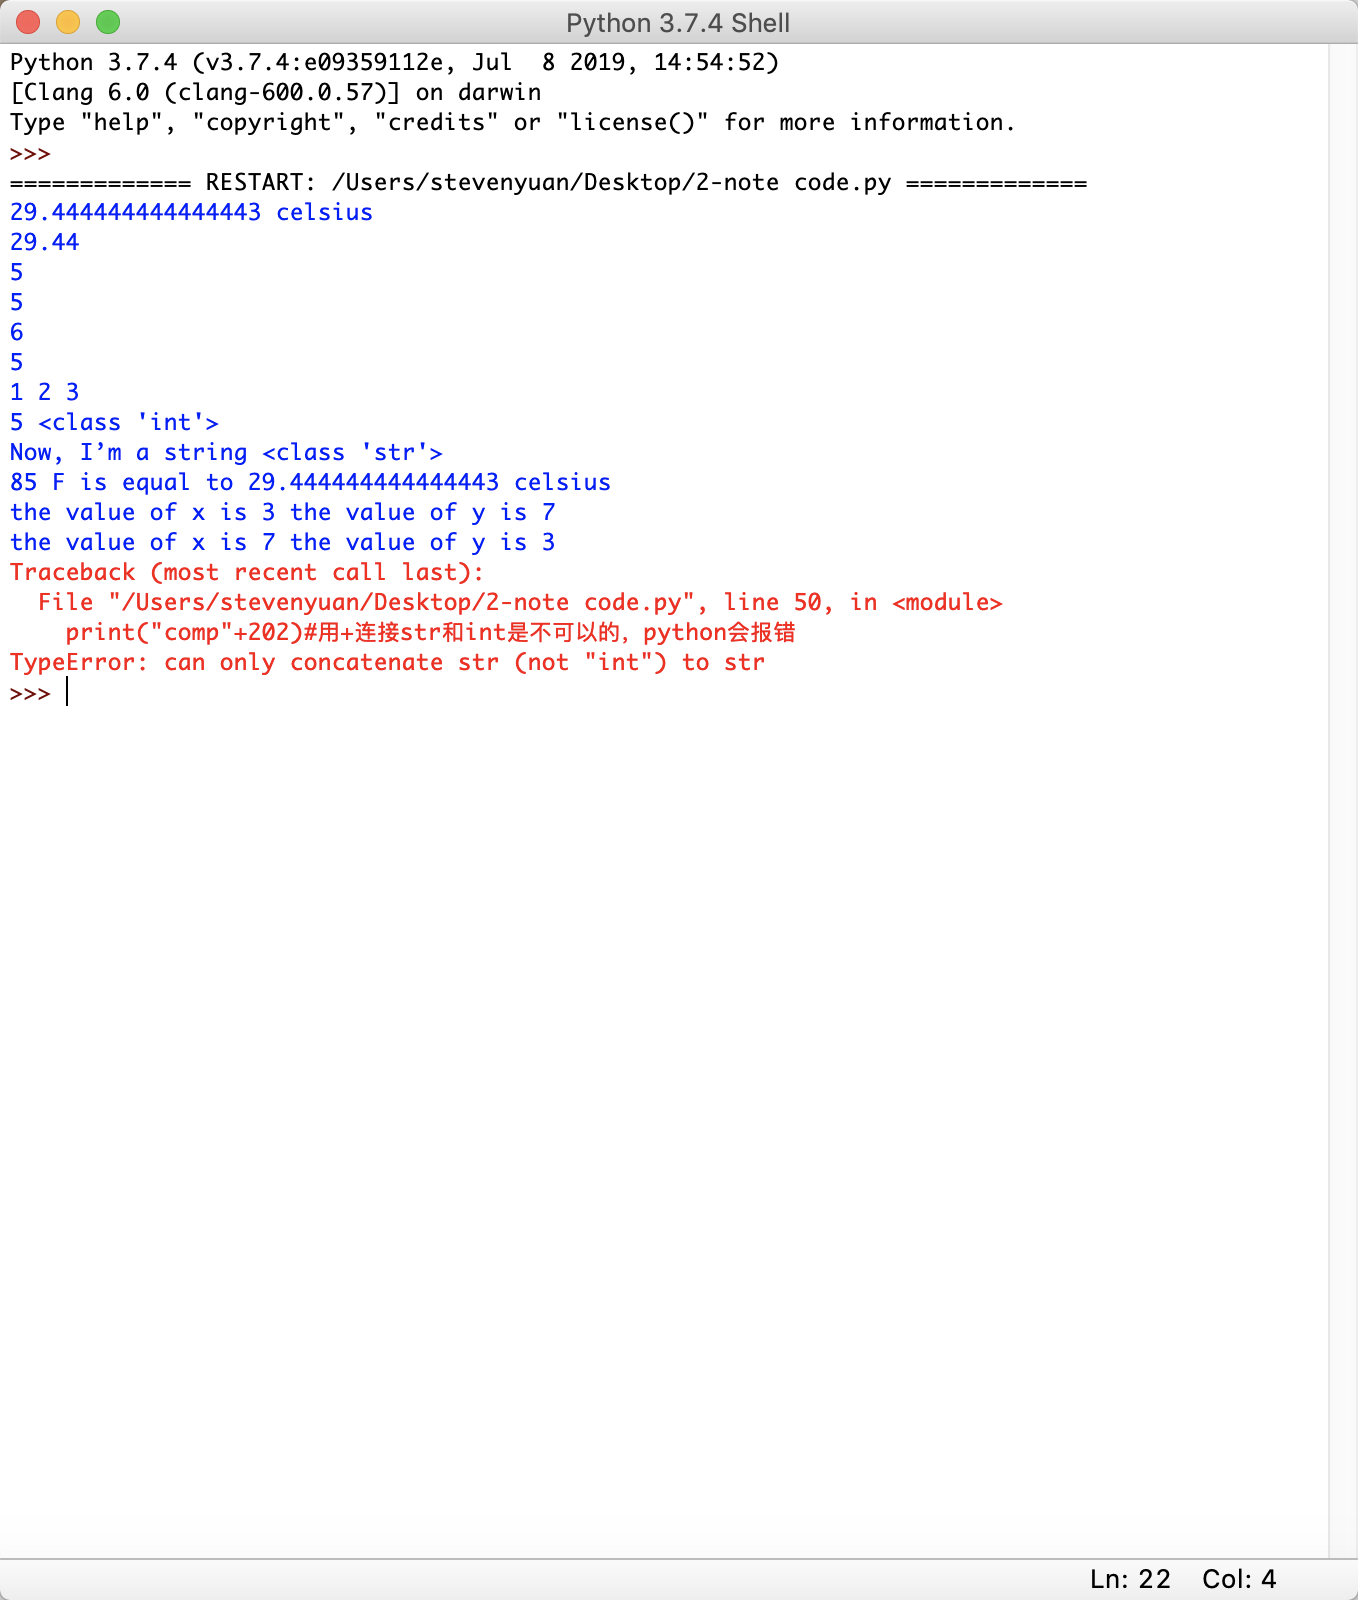 Python 3.7.4 Shell
Python 3.7.4 (v3.7.4:e09359112e, Jul  8 2019, 14:54:52)
[Clang 6.0 (clang-600.0.57)] on darwin
Type "help", "copyright", "credits" or "license()" for more information.
>>>
============= RESTART: /Users/stevenyuan/Desktop/2-note code.py =============
29.444444444444443 celsius
29.44
5
5
6
5
1 2 3
5 <class 'int'>
Now, I’m a string <class 'str'>
85 F is equal to 29.444444444444443 celsius
the value of x is 3 the value of y is 7
the value of x is 7 the value of y is 3
Traceback (most recent call last):
  File "/Users/stevenyuan/Desktop/2-note code.py", line 50, in <module>
    print("comp"+202)#用+连接str和int是不可以的，python会报错
TypeError: can only concatenate str (not "int") to str
>>>
Ln: 22  Col: 4